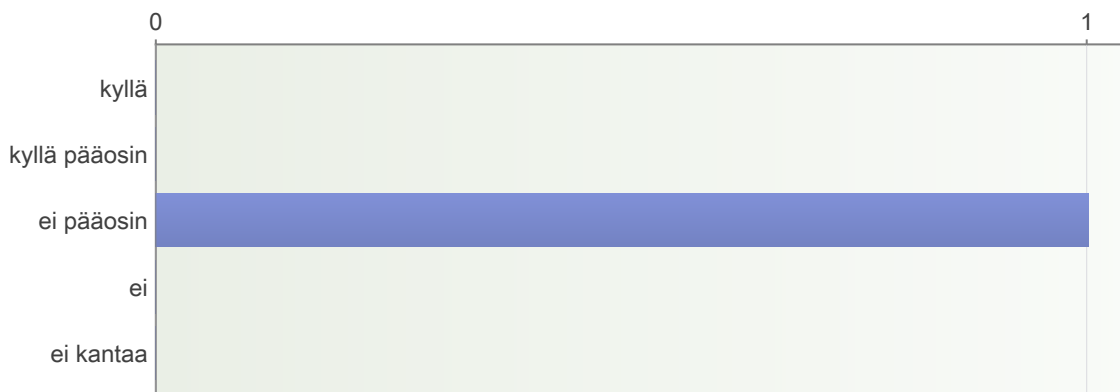 0 1
kyllä
kyllä pääosin
ei pääosin
ei
ei kantaa